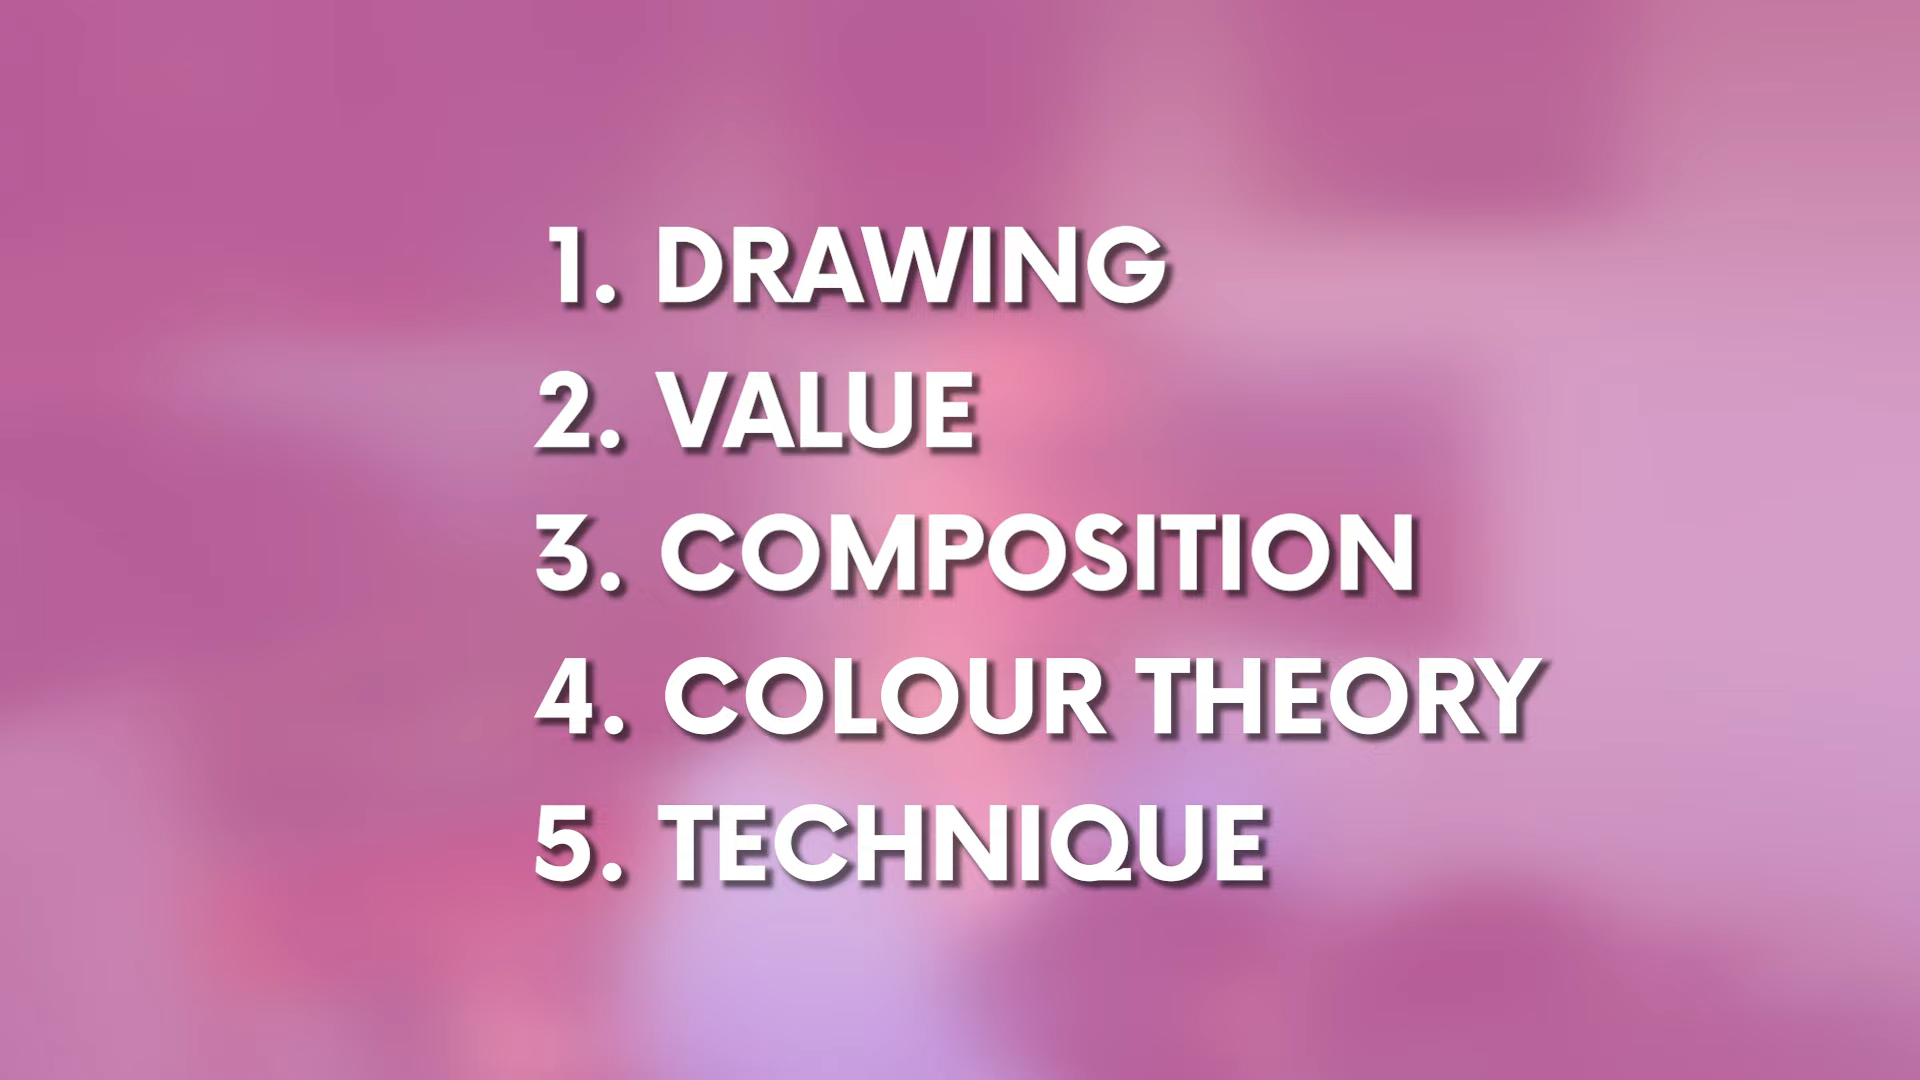 1. DRAWING
2. VALUE
3. COMPOSITION
4. COLOUR THEORY
5. TECHNIQUE